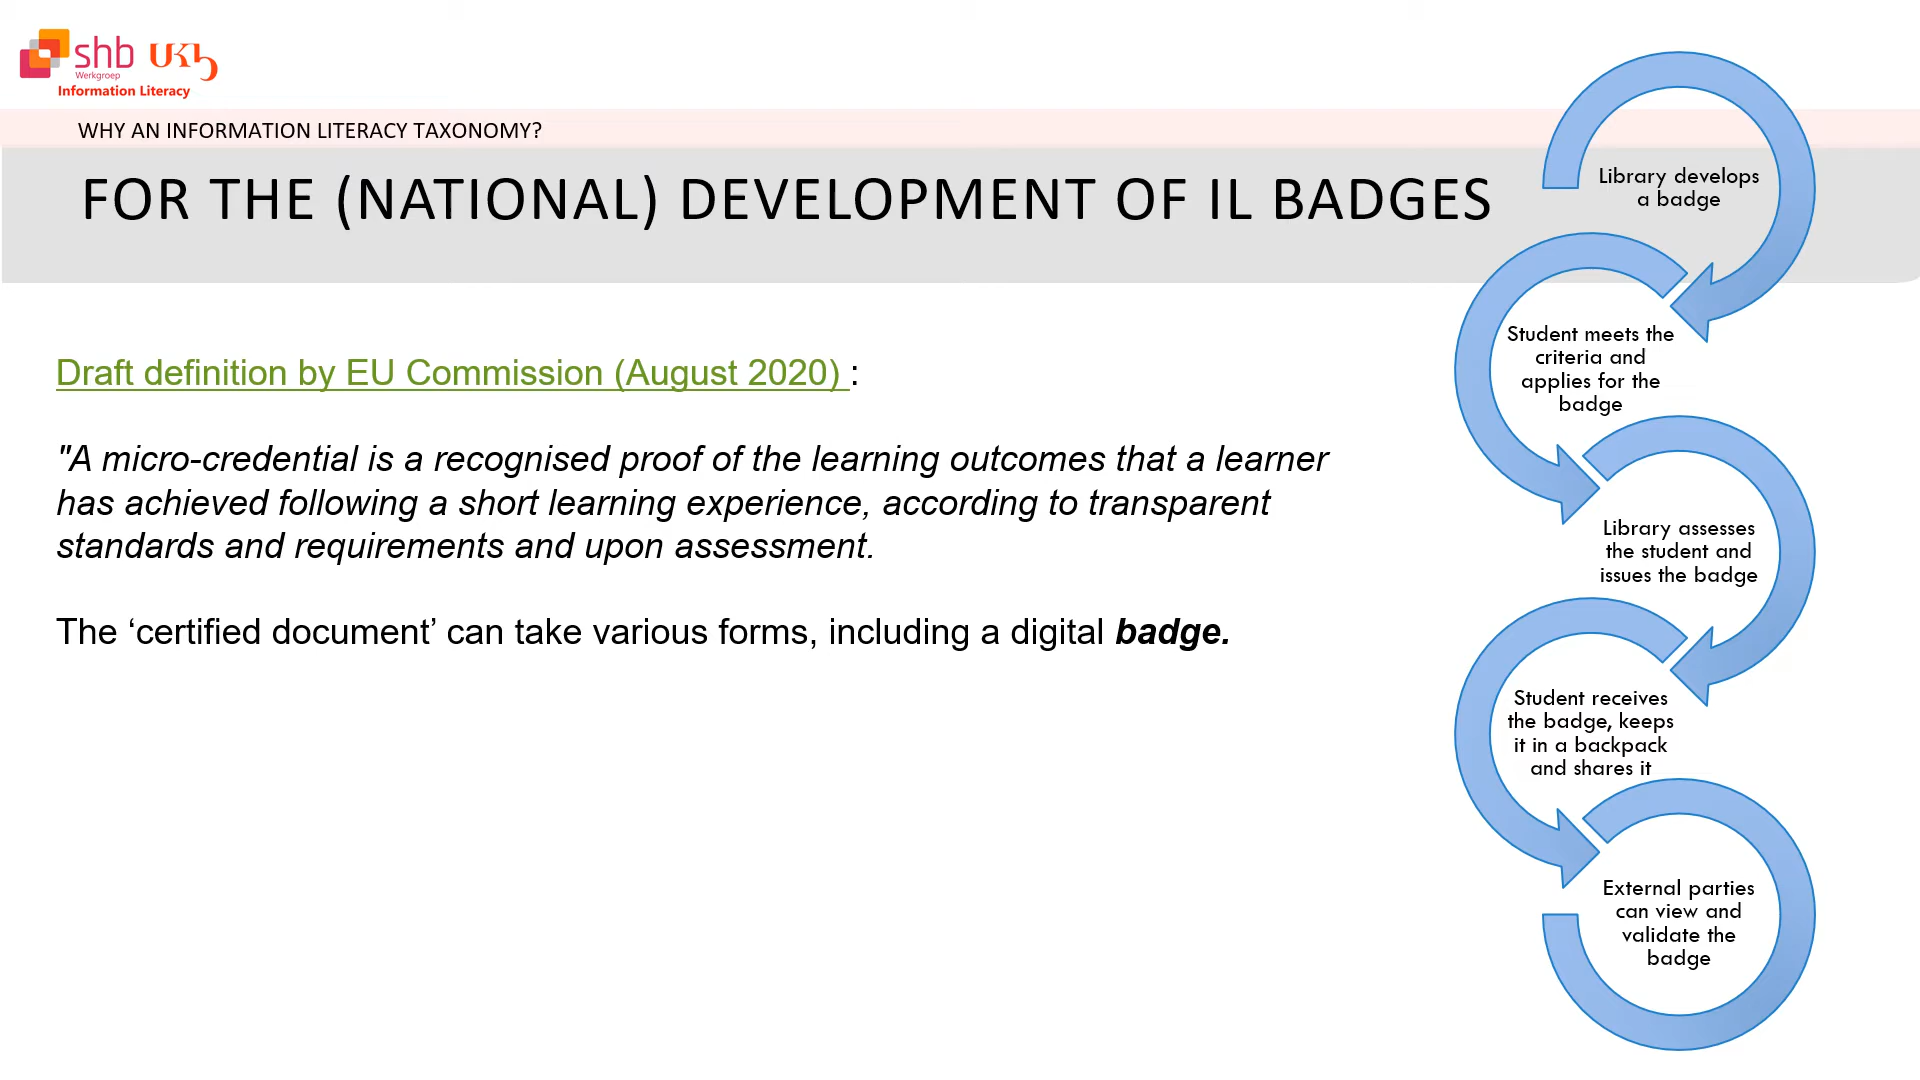 shb UKb
Werkgroep
Information Literacy
WHY AN INFORMATION LITERACY TAXONOMY?
FOR THE (NATIONAL) DEVELOPMENT OF IL BADGES
Draft definition by EU Commission (August 2020) :
"A micro-credential is a recognised proof of the learning outcomes that a learner
has achieved following a short learning experience, according to transparent
standards and requirements and upon assessment.
The ‘certified document’ can take various forms, including a digital badge.
Library develops
a badge
Student meets the
criteria and
applies for the
badge
Library assesses
the student and
issues the badge
Student receives
the badge, keeps
it in a backpack
and shares it
External parties
can view and
validate the
badge